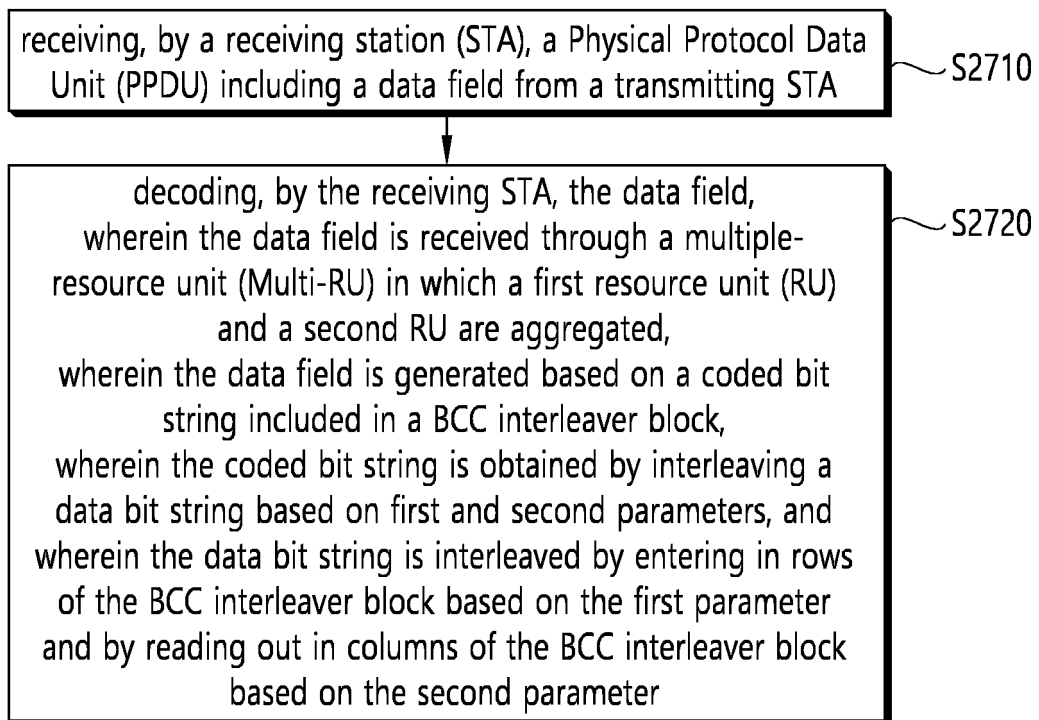 receiving, by a receiving station (STA), a Physical Protocol Data
Unit (PPDU) including a data field from a transmitting STA
S2710
decoding, by the receiving STA, the data field,
wherein the data field is received through a multiple-
resource unit (Multi-RU) in which a first resource unit (RU)
and a second RU are aggregated,
wherein the data field is generated based on a coded bit
string included in a BCC interleaver block,
wherein the coded bit string is obtained by interleaving a
data bit string based on first and second parameters, and
wherein the data bit string is interleaved by entering in rows
of the BCC interleaver block based on the first parameter
and by reading out in columns of the BCC interleaver block
based on the second parameter
S2720